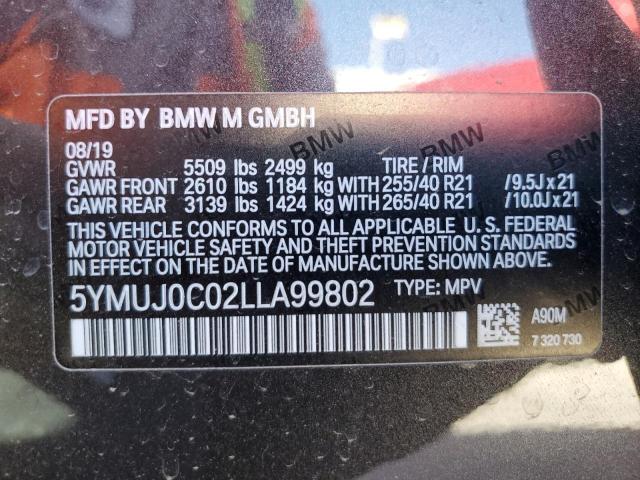 MFD BY BMW M GMBH
08/19
GVWR 5509 lbs 2499 kg TIRE / RIM
GAWR FRONT 2610 lbs 1184 kg WITH 255/40 R21 / 9.5J x 21
GAWR REAR 3139 lbs 1424 kg WITH 265/40 R21 / 10.0J x 21
THIS VEHICLE CONFORMS TO ALL APPLICABLE U. S. FEDERAL
MOTOR VEHICLE SAFETY AND THEFT PREVENTION STANDARDS
IN EFFECT ON THE DATE OF MANUFACTURE SHOWN ABOVE.
5YMUJ0C02LLA99802 TYPE: MPV
A90M
7 320 730
BMW
BMW
BMW